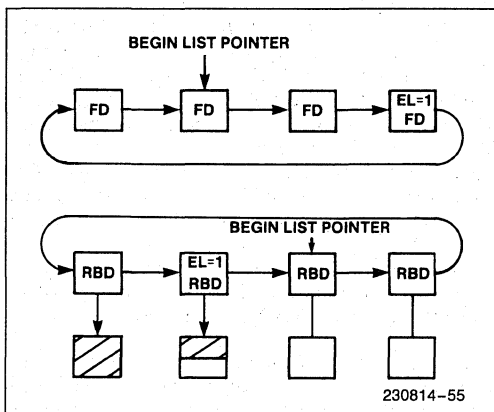 BEGIN LIST POINTER
FD FD FD EL=1
FD
BEGIN LIST POINTER
RBD EL=1 RBD RBD
RBD
230814-55